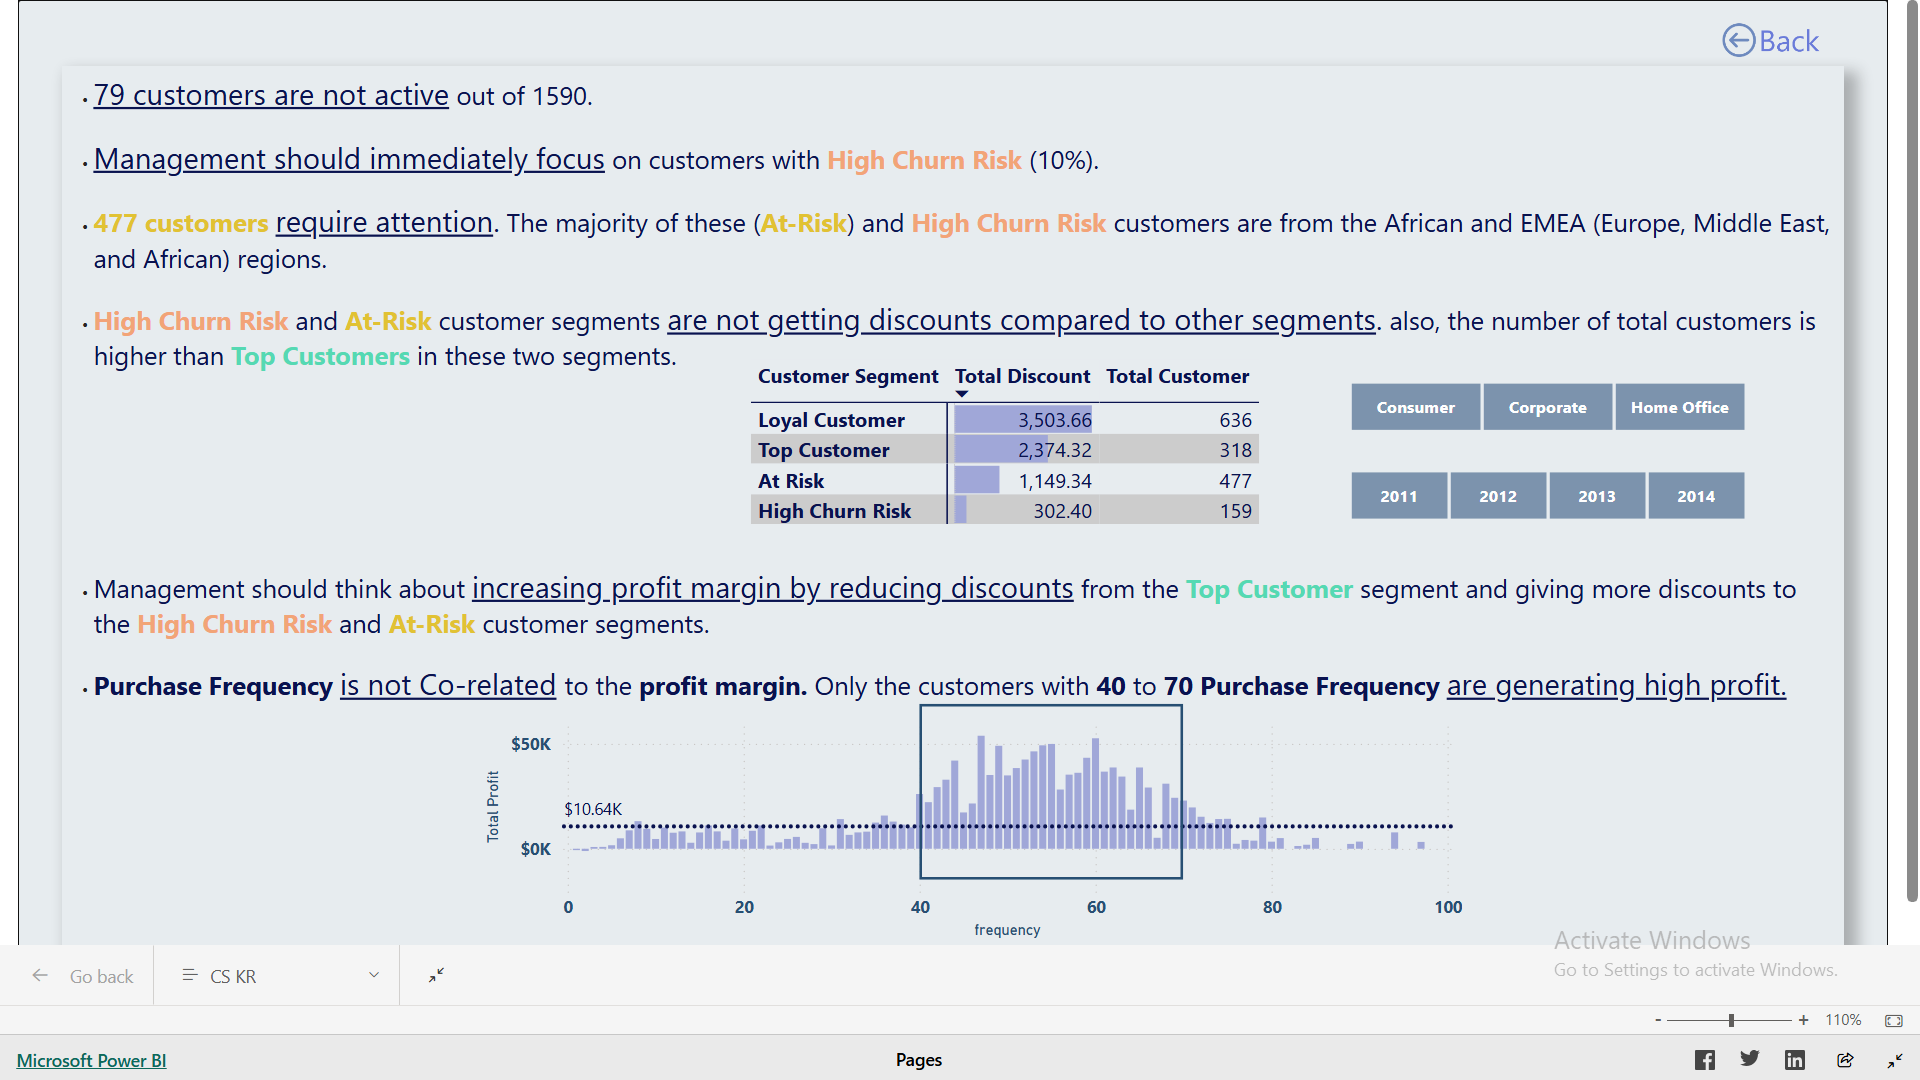 Back
• 79 customers are not active out of 1590.
• Management should immediately focus on customers with High Churn Risk (10%).
• 477 customers require attention. The majority of these (At-Risk) and High Churn Risk customers are from the African and EMEA (Europe, Middle East,
and African) regions.
• High Churn Risk and At-Risk customer segments are not getting discounts compared to other segments. also, the number of total customers is
higher than Top Customers in these two segments.
Customer Segment Total Discount Total Customer
Loyal Customer 3,503.66 636
Top Customer 2,374.32 318
At Risk 1,149.34 477
High Churn Risk 302.40 159
Consumer Corporate Home Office
2011 2012 2013 2014
• Management should think about increasing profit margin by reducing discounts from the Top Customer segment and giving more discounts to
the High Churn Risk and At-Risk customer segments.
• Purchase Frequency is not Co-related to the profit margin. Only the customers with 40 to 70 Purchase Frequency are generating high profit.
Total Profit
$50K
$10.64K
$0K
0 20 40 60 80 100
frequency
Activate Windows
Go to Settings to activate Windows.
Go back CS KR
- + 110%
Microsoft Power BI Pages